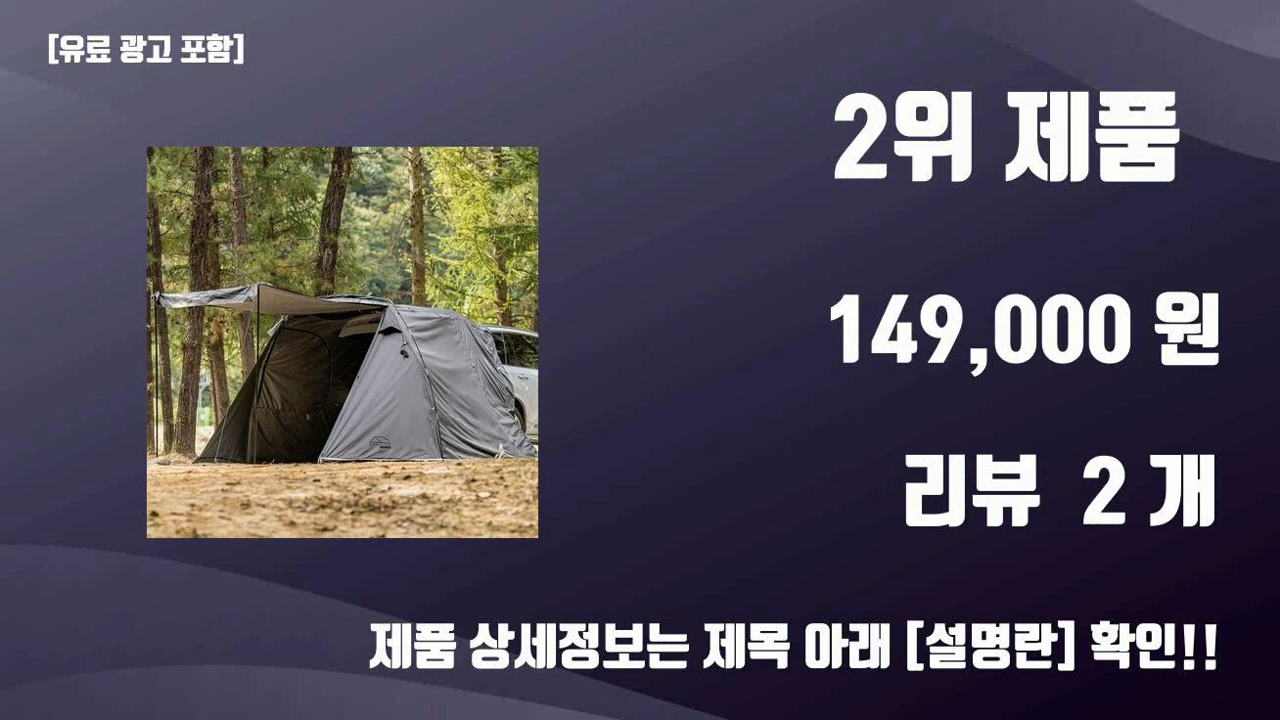 [유료 광고 포함]
2위 제품
149,000 원
리뷰 2 개
제품 상세정보는 제목 아래 [설명란] 확인!!